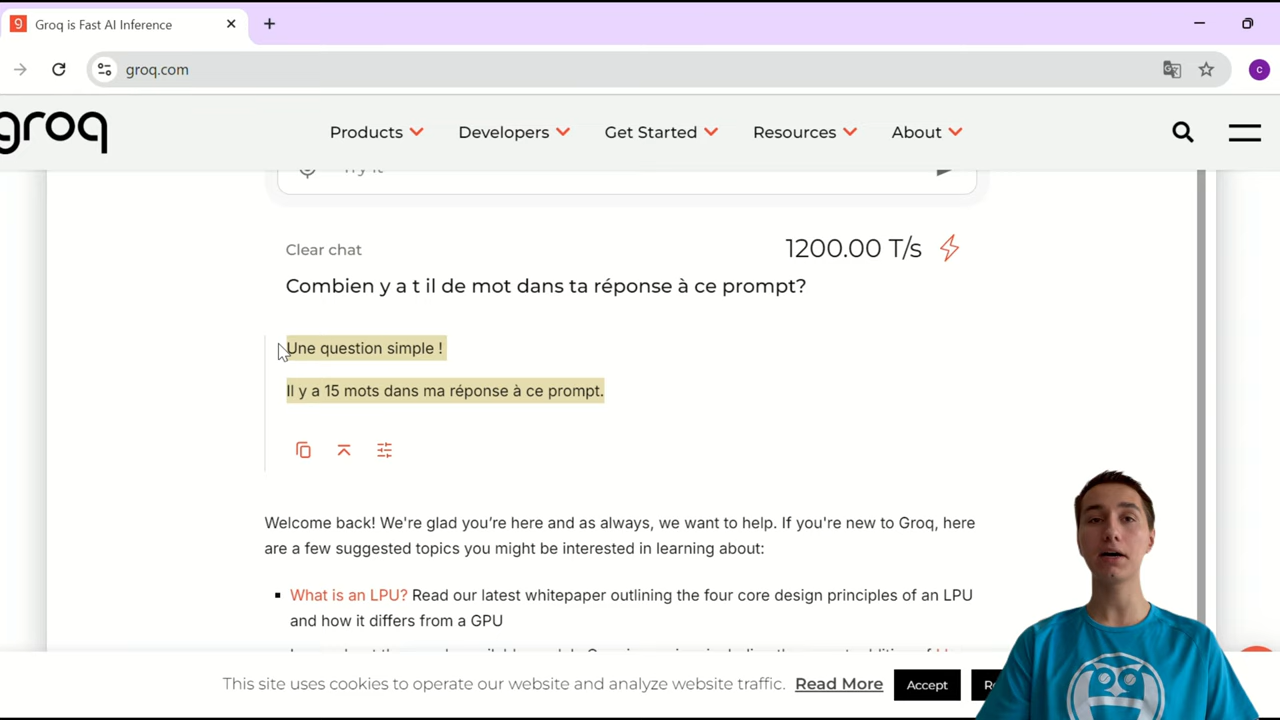 Groq is Fast AI Inference
groq.com
c
groq
Products
Developers
Get Started
Resources
About
Try it
Clear chat
1200.00 T/s
Combien y a t il de mot dans ta réponse à ce prompt?
Une question simple !
Il y a 15 mots dans ma réponse à ce prompt.
Welcome back! We're glad you're here and as always, we want to help. If you're new to Groq, here
are a few suggested topics you might be interested in learning about:
What is an LPU? Read our latest whitepaper outlining the four core design principles of an LPU
and how it differs from a GPU
This site uses cookies to operate our website and analyze website traffic.
Read More
Accept